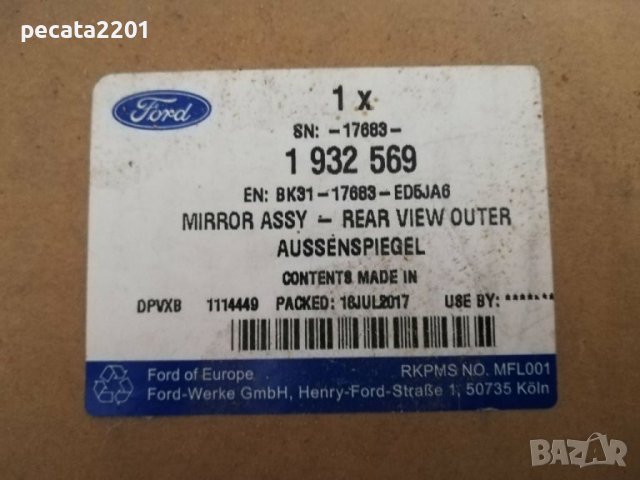 pecata2201
Ford
1 x
SN: -17683-
1 932 569
EN: BK31-17683-ED5JA6
MIRROR ASSY - REAR VIEW OUTER
AUSSENSPIEGEL
CONTENTS MADE IN
DPVXB 1114449 PACKED: 18JUL2017 USE BY: *******
Ford of Europe RKPMS NO. MFL001
Ford-Werke GmbH, Henry-Ford-Straße 1, 50735 Köln
BAZAR